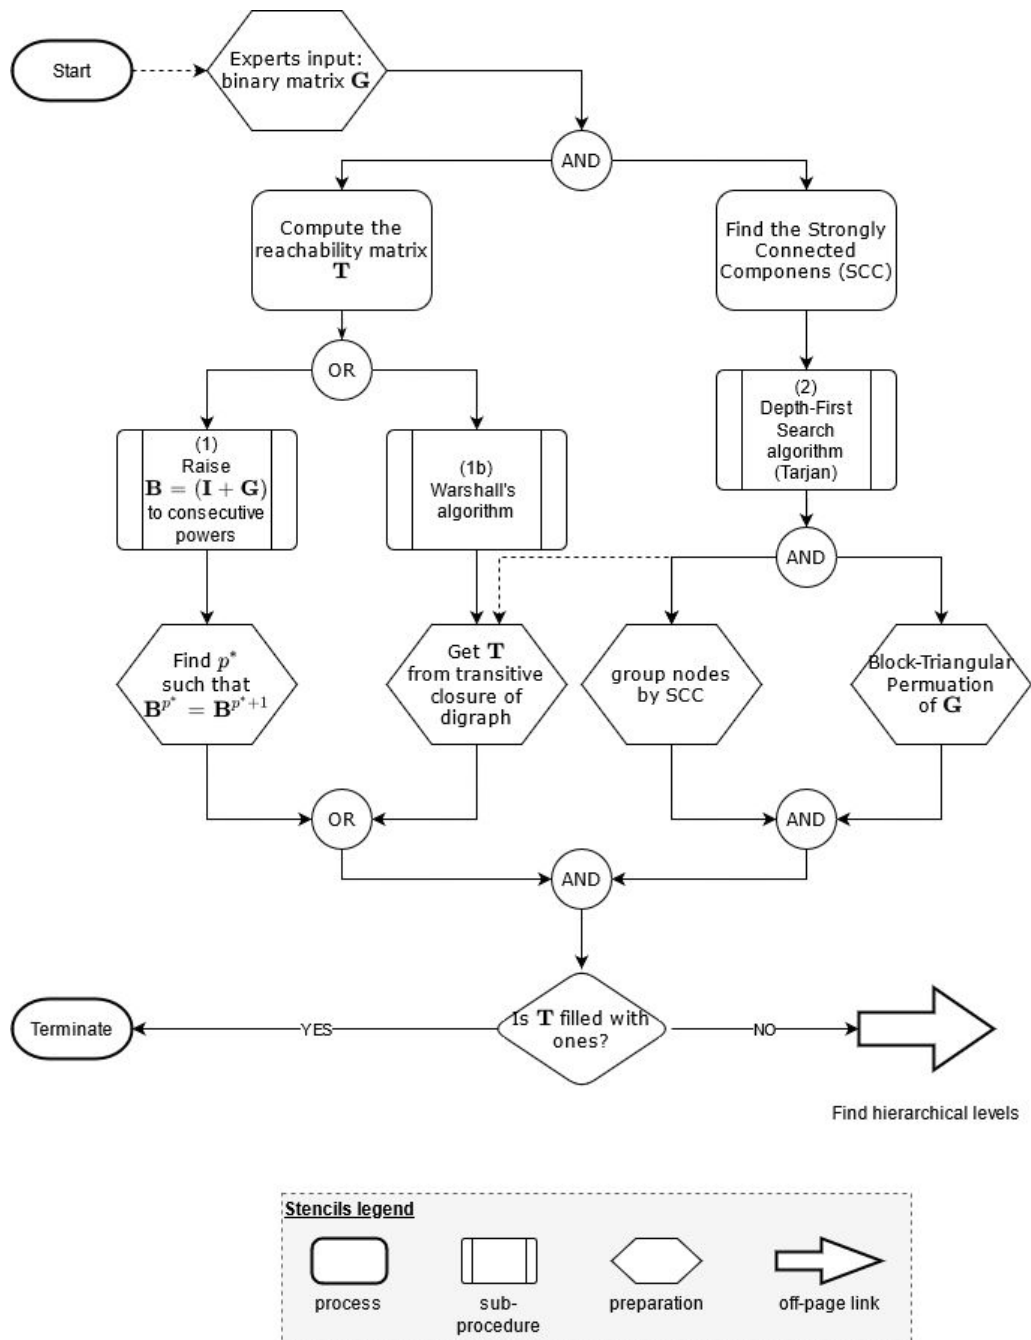 Start
Experts input:
binary matrix G
AND
Compute the
reachability matrix
T
Find the Strongly
Connected
Componens (SCC)
OR
(1)
Raise
B = (I + G)
to consecutive
powers
(1b)
Warshall's
algorithm
(2)
Depth-First
Search
algorithm
(Tarjan)
AND
Find p*
such that
B^{p*} = B^{p*+1}
Get T
from transitive
closure of
digraph
group nodes
by SCC
Block-Triangular
Permuation
of G
OR
AND
AND
Is T filled with
ones?
YES
NO
Terminate
Find hierarchical levels
Stencils legend
process
sub-
procedure
preparation
off-page link